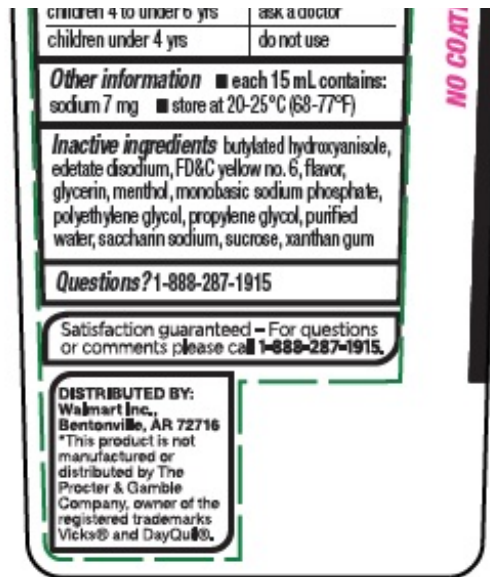 children 4 to under 6 yrs ask a doctor
children under 4 yrs do not use
Other information ■ each 15 mL contains:
sodium 7 mg ■ store at 20-25°C (68-77°F)
Inactive ingredients butylated hydroxyanisole,
edetate disodium, FD&C yellow no. 6, flavor,
glycerin, menthol, monobasic sodium phosphate,
polyethylene glycol, propylene glycol, purified
water, saccharin sodium, sucrose, xanthan gum
Questions? 1-888-287-1915
Satisfaction guaranteed – For questions
or comments please call 1-888-287-1915.
DISTRIBUTED BY:
Walmart Inc.,
Bentonville, AR 72716
*This product is not
manufactured or
distributed by The
Procter & Gamble
Company, owner of the
registered trademarks
Vicks® and DayQuil®.
NO COATI